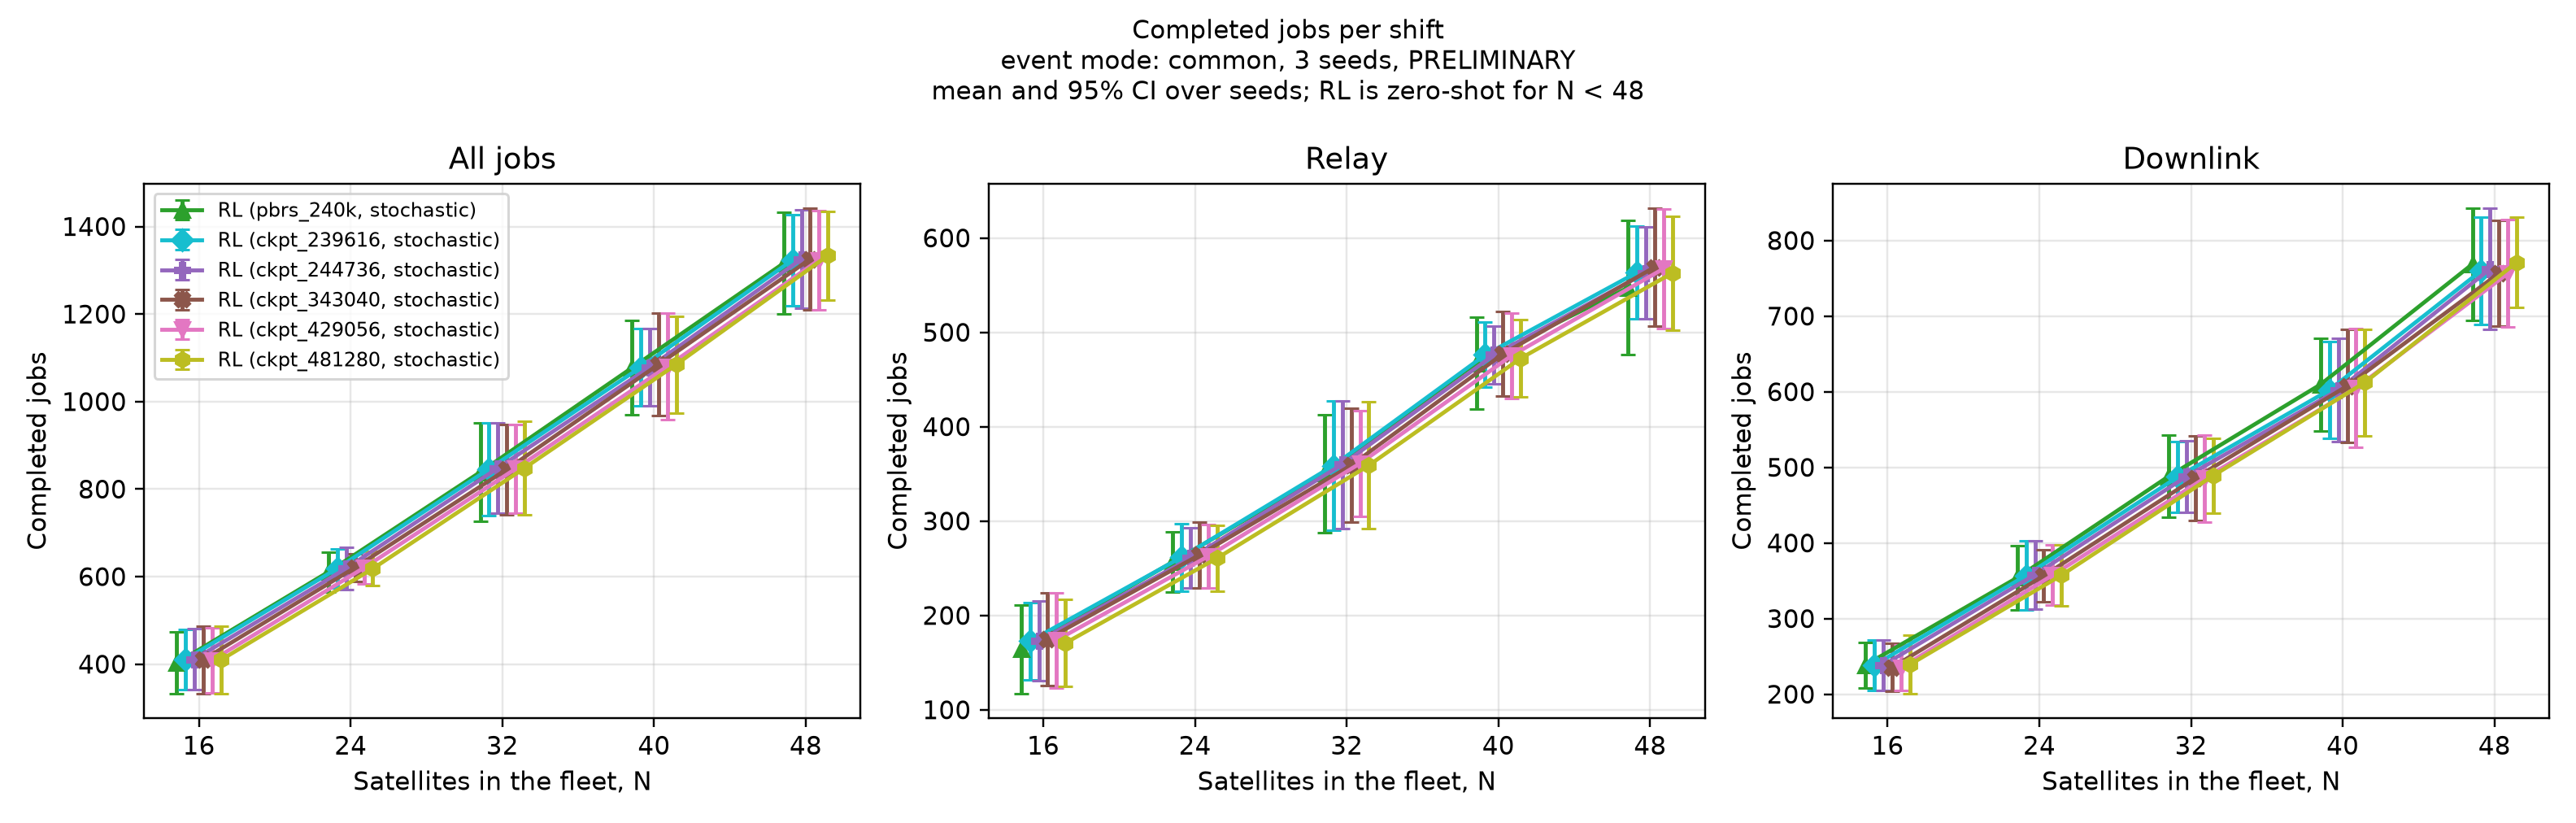 Completed jobs per shift
event mode: common, 3 seeds, PRELIMINARY
mean and 95% CI over seeds; RL is zero-shot for N < 48
All jobs
Completed jobs
1400
1200
1000
800
600
400
RL (pbrs_240k, stochastic)
RL (ckpt_239616, stochastic)
RL (ckpt_244736, stochastic)
RL (ckpt_343040, stochastic)
RL (ckpt_429056, stochastic)
RL (ckpt_481280, stochastic)
16 24 32 40 48
Satellites in the fleet, N
Relay
Completed jobs
600
500
400
300
200
100
16 24 32 40 48
Satellites in the fleet, N
Downlink
Completed jobs
800
700
600
500
400
300
200
16 24 32 40 48
Satellites in the fleet, N